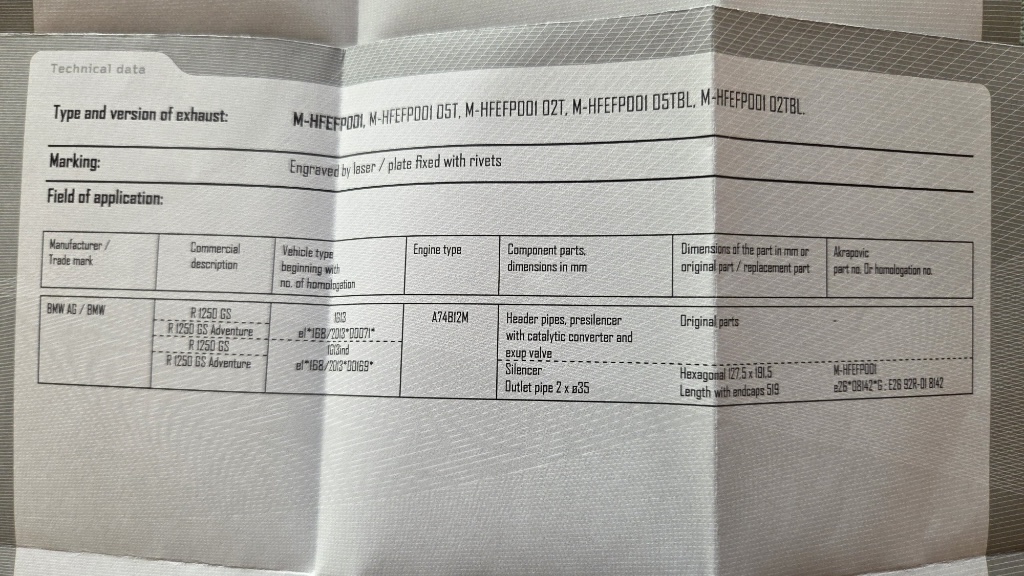 Technical data
Type and version of exhaust: M-HFEFP001, M-HFEFP001 05T, M-HFEFP001 02T, M-HFEFP001 05TBL, M-HFEFP001 02TBL.
Marking: Engraved by laser / plate fixed with rivets
Field of application:
Manufacturer /
Trade mark
Commercial
description
Vehicle type
beginning with
no. of homologation
Engine type
Component parts,
dimensions in mm
Dimensions of the part in mm or
original part / replacement part
Akrapovic
part no. Or homologation no.
BMW AG / BMW
R 1250 GS
R 1250 GS Adventure
R 1250 GS
R 1250 GS Adventure
1G13
e1*168/2013*00071*
1G13ind
e1*168/2013*00169*
A74B12M
Header pipes, presilencer
with catalytic converter and
exup valve
Original parts
-
Silencer
Outlet pipe 2 x ø35
Hexagonal 127.5 x 191.5
Length with endcaps 519
M-HFEFP001
e26*08142*6 ; E26 92R-01 8142